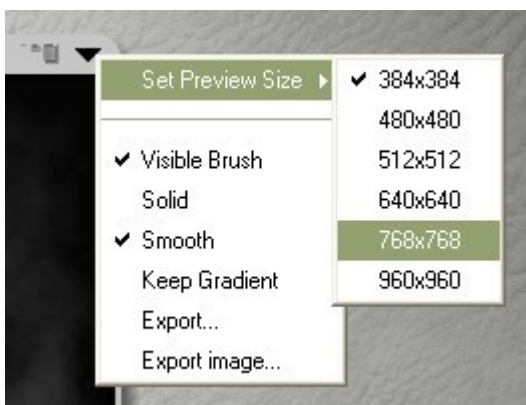 Set Preview Size
Visible Brush
Solid
Smooth
Keep Gradient
Export...
Export image...
384x384
480x480
512x512
640x640
768x768
960x960